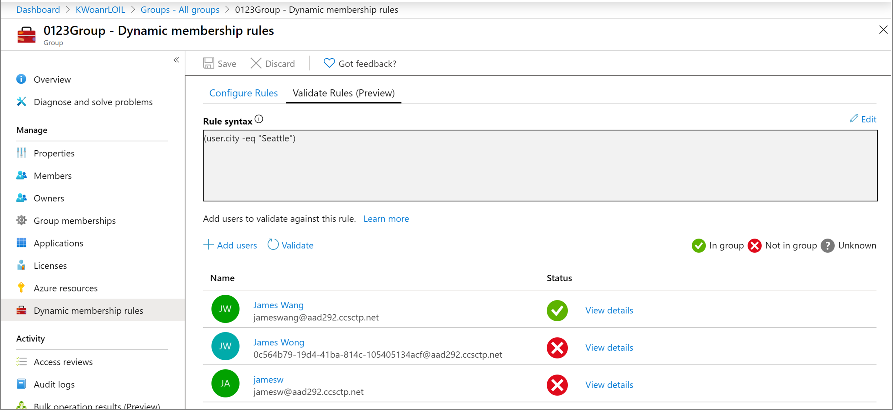 Dashboard > KWoanrLOIL > Groups - All groups > 0123Group - Dynamic membership rules
0123Group - Dynamic membership rules
Group
Overview
Diagnose and solve problems
Manage
Properties
Members
Owners
Group memberships
Applications
Licenses
Azure resources
Dynamic membership rules
Activity
Access reviews
Audit logs
Bulk operation results (Preview)
Save Discard Got feedback?
Configure Rules Validate Rules (Preview)
Rule syntax Edit
(user.city -eq "Seattle")
Add users to validate against this rule. Learn more
Add users Validate In group Not in group ? Unknown
Name Status
JW James Wang View details
jameswang@aad292.ccsctp.net
JW James Wong View details
0c564b79-19d4-41ba-814c-105405134acf@aad292.ccsctp.net
JA jamesw View details
jamesw@aad292.ccsctp.net